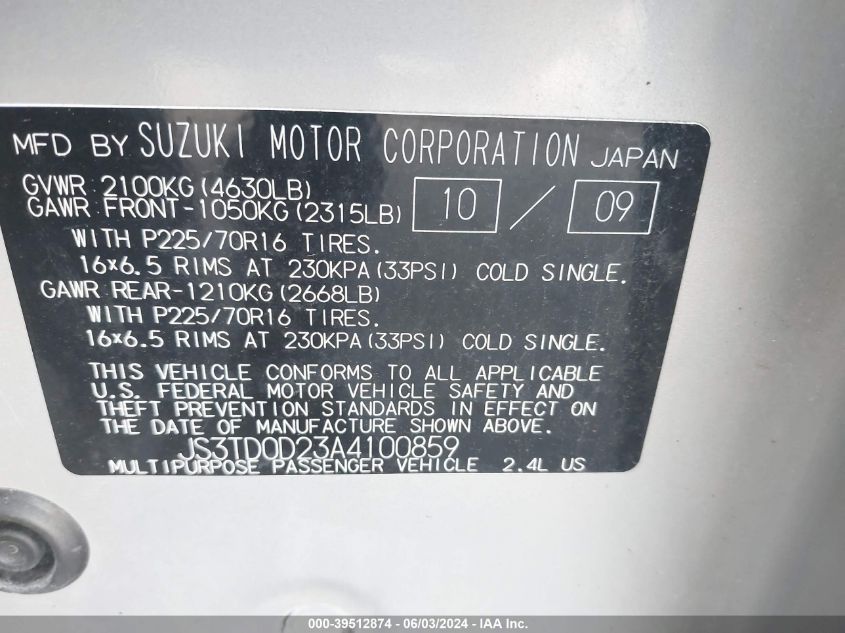 MFD BY SUZUKI MOTOR CORPORATION JAPAN
GVWR 2100KG (4630LB)
GAWR FRONT-1050KG (2315LB) 10 / 09
WITH P225/70R16 TIRES.
16x6.5 RIMS AT 230KPA (33PSI) COLD SINGLE.
GAWR REAR-1210KG (2668LB)
WITH P225/70R16 TIRES.
16x6.5 RIMS AT 230KPA (33PSI) COLD SINGLE.
THIS VEHICLE CONFORMS TO ALL APPLICABLE
U.S. FEDERAL MOTOR VEHICLE SAFETY AND
THEFT PREVENTION STANDARDS IN EFFECT ON
THE DATE OF MANUFACTURE SHOWN ABOVE.
JS3TD0D23A4100859
MULTIPURPOSE PASSENGER VEHICLE 2.4L US
000-39512874 | 06/03/2024 - IAA Inc.